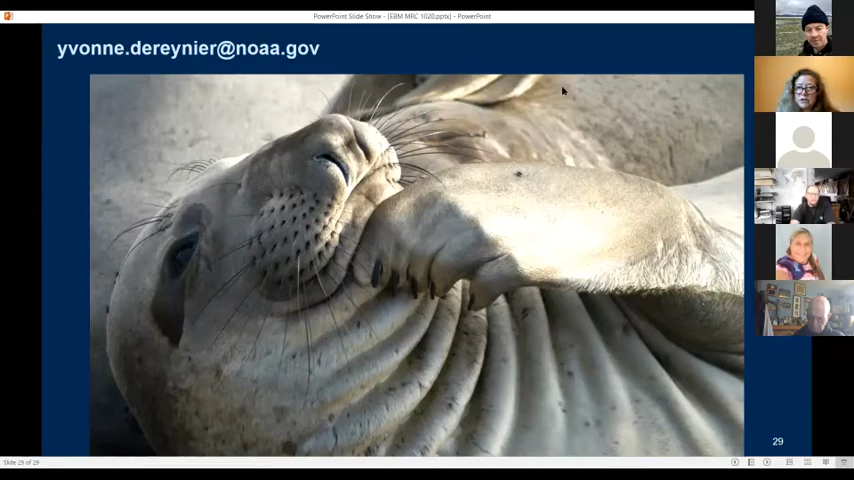 PowerPoint Slide Show - [EBM MRC 1020.pptx] - PowerPoint
yvonne.dereynier@noaa.gov
29
Slide 29 of 29